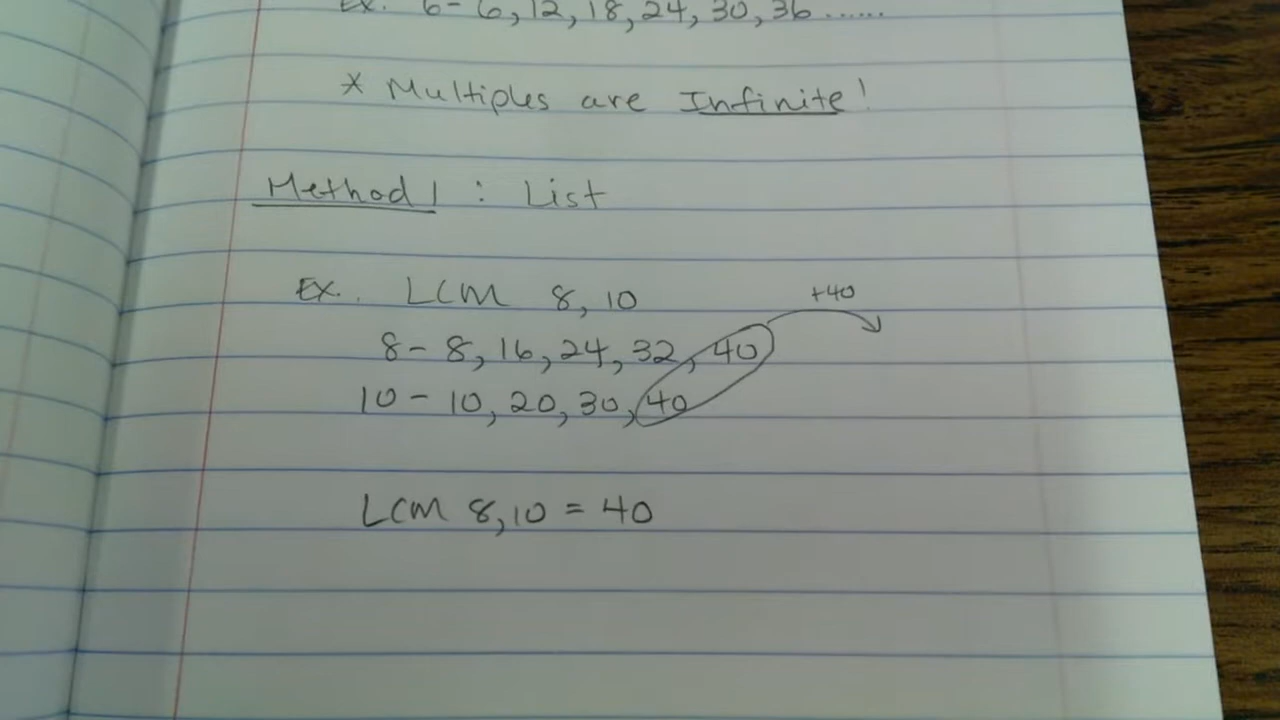 Ex. 6- 6, 12, 18, 24, 30, 36 ......
* Multiples are Infinite!
Method 1 : List
Ex. LCM 8, 10
+40
8- 8, 16, 24, 32, 40
10 - 10, 20, 30, 40
LCM 8, 10 = 40